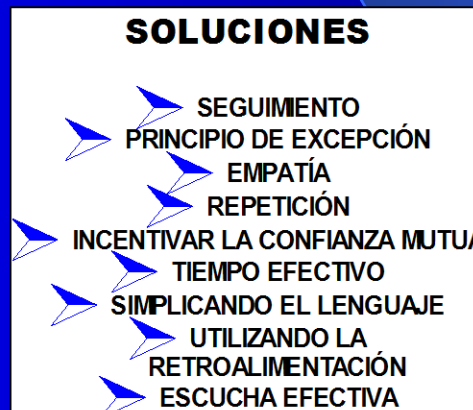 SOLUCIONES
SEGUIMIENTO
PRINCIPIO DE EXCEPCIÓN
EMPATÍA
REPETICIÓN
INCENTIVAR LA CONFIANZA MUTUA
TIEMPO EFECTIVO
SIMPLICANDO EL LENGUAJE
UTILIZANDO LA
RETROALIMENTACIÓN
ESCUCHA EFECTIVA